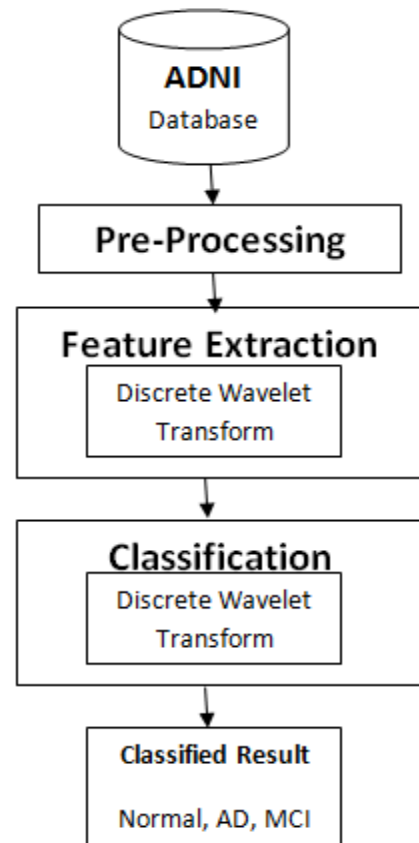 ADNI
Database
Pre-Processing
Feature Extraction
Discrete Wavelet
Transform
Classification
Discrete Wavelet
Transform
Classified Result
Normal, AD, MCI